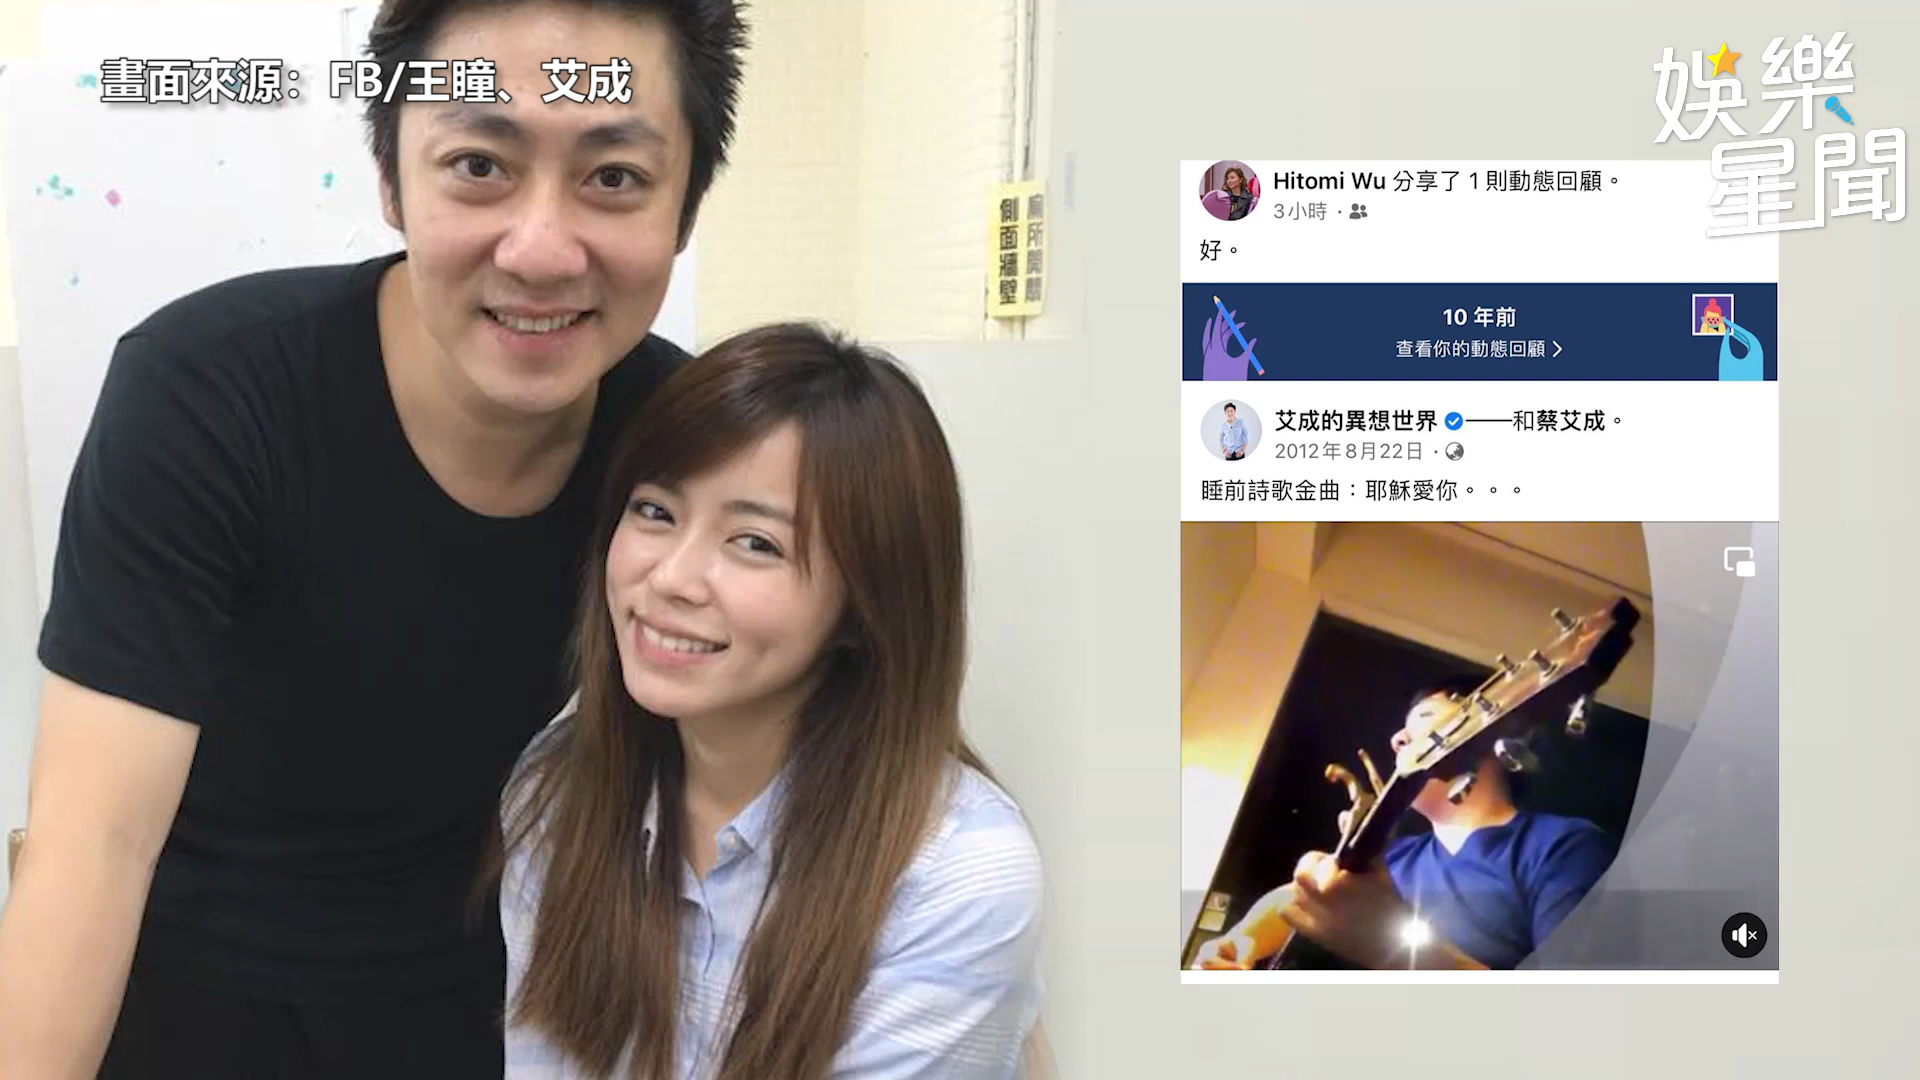 畫面來源：FB/王瞳、艾成
娛樂
星聞
廁所開關
側面牆壁
Hitomi Wu 分享了 1 則動態回顧。
3小時 ·
好。
10 年前
查看你的動態回顧
艾成的異想世界 ——和蔡艾成。
2012年8月22日 ·
睡前詩歌金曲：耶穌愛你。。。